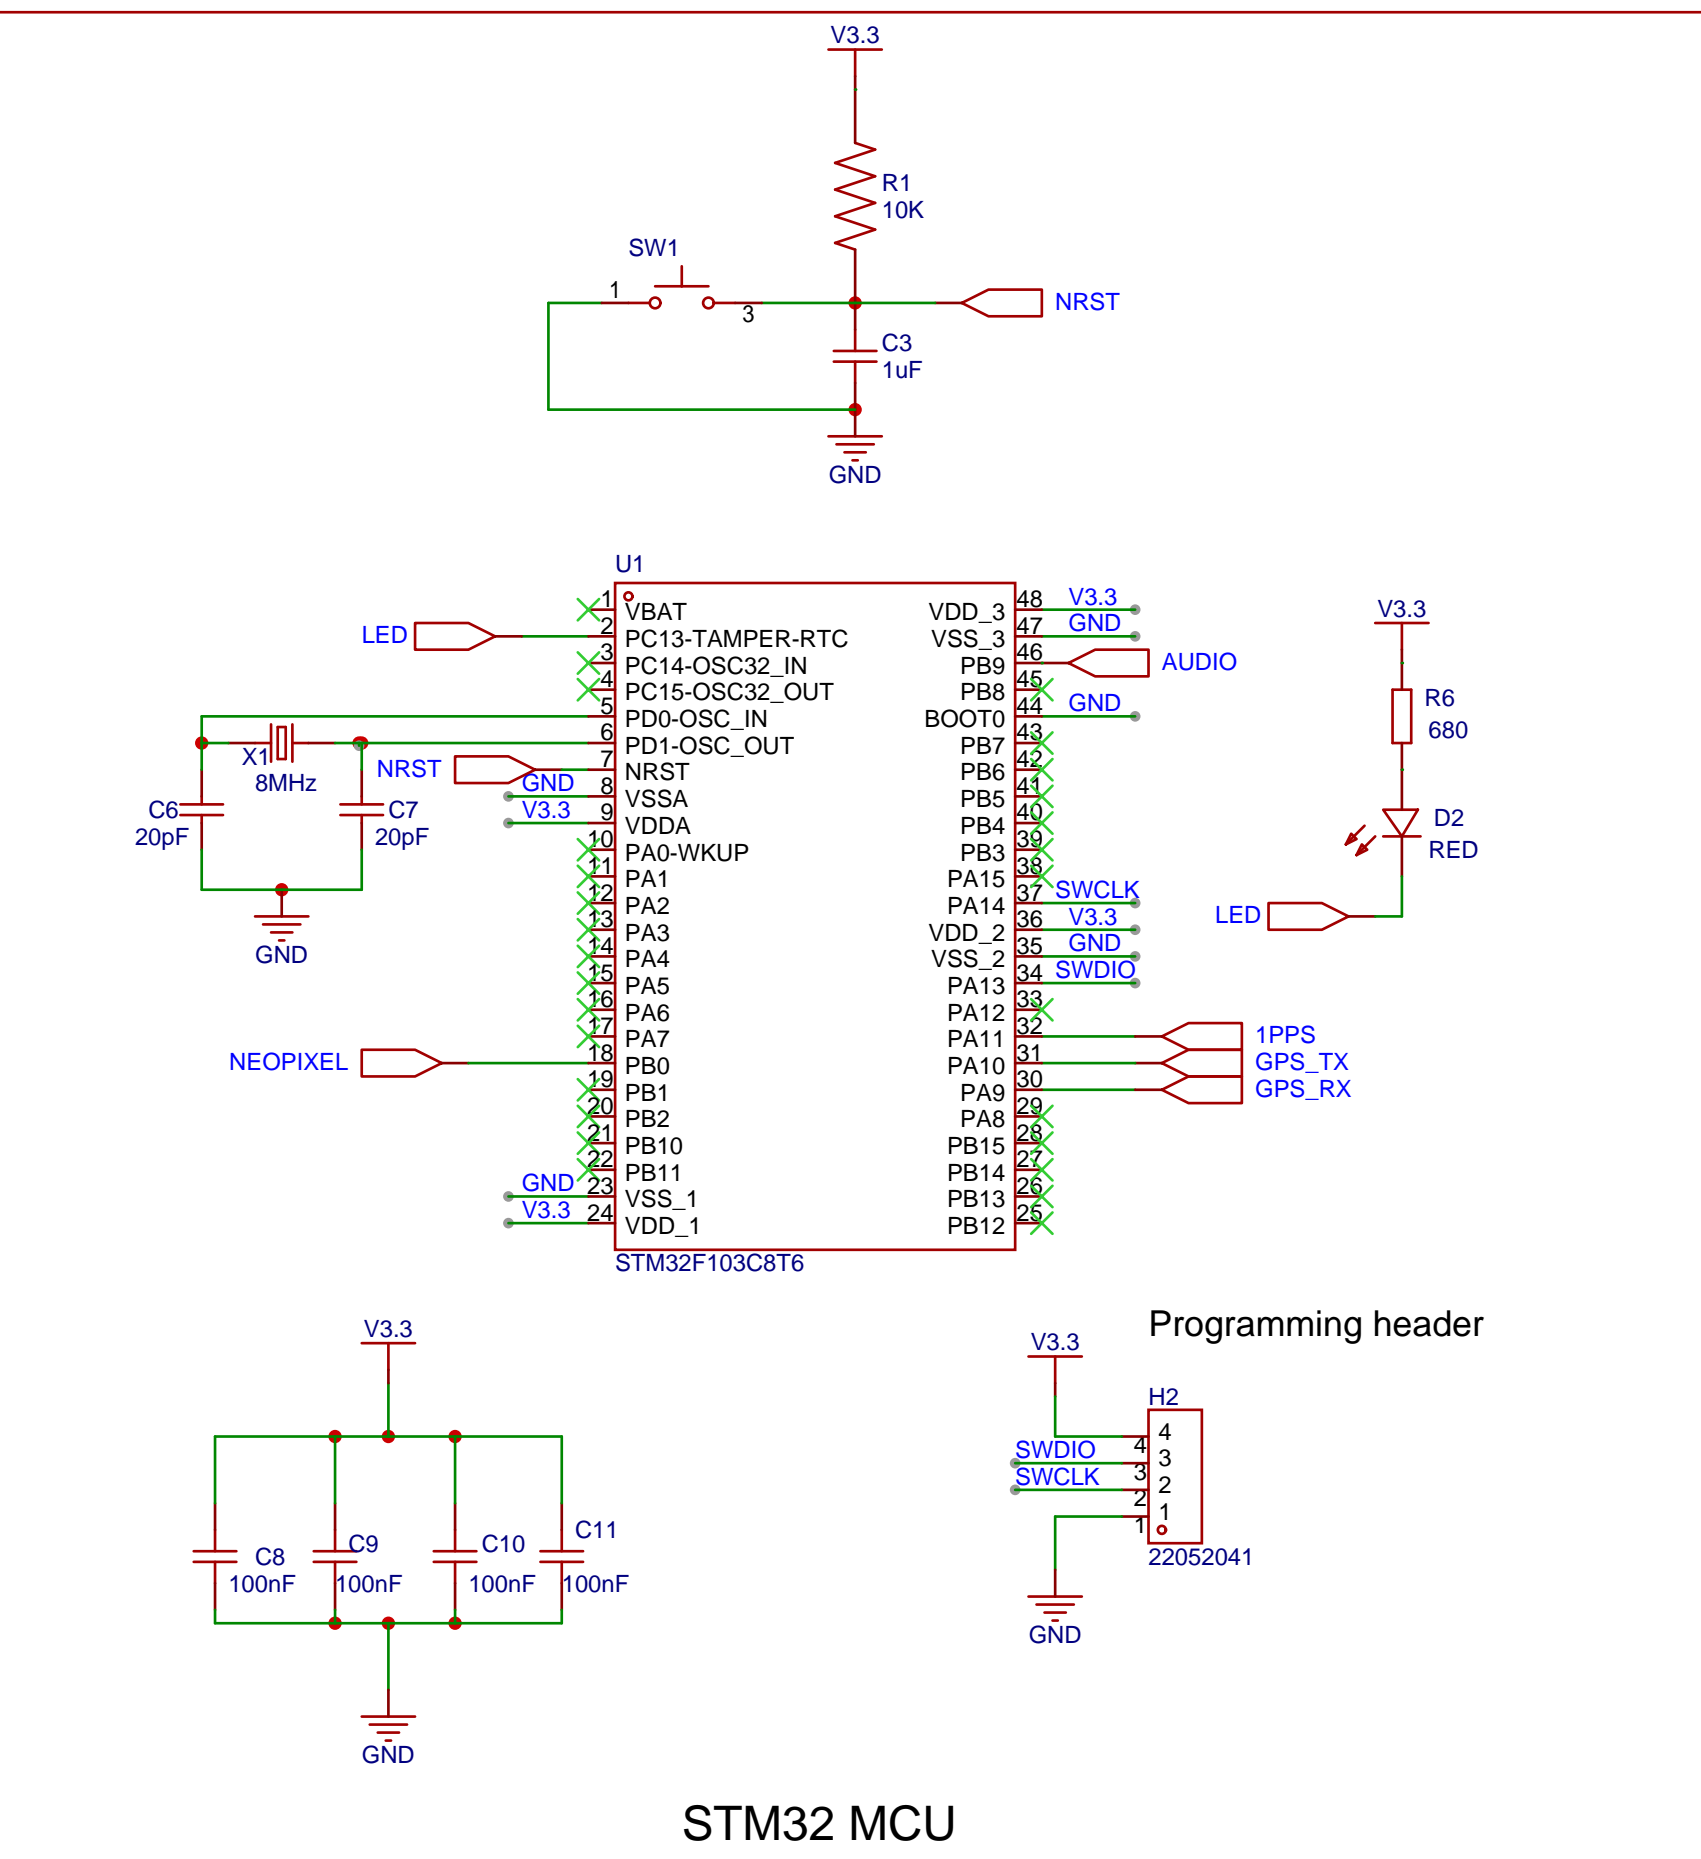 V3.3
R1
10K
SW1
1
3
NRST
C3
1uF
GND
U1
LED
1 VBAT
2 PC13-TAMPER-RTC
3 PC14-OSC32_IN
4 PC15-OSC32_OUT
5 PD0-OSC_IN
6 PD1-OSC_OUT
NRST 7 NRST
GND 8 VSSA
V3.3 9 VDDA
10 PA0-WKUP
11 PA1
12 PA2
13 PA3
14 PA4
15 PA5
16 PA6
17 PA7
NEOPIXEL 18 PB0
19 PB1
20 PB2
21 PB10
22 PB11
GND 23 VSS_1
V3.3 24 VDD_1
VDD_3 48 V3.3
VSS_3 47 GND
PB9 46 AUDIO
PB8 45
BOOT0 44 GND
PB7 43
PB6 42
PB5 41
PB4 40
PB3 39
PA15 38
PA14 37 SWCLK
VDD_2 36 V3.3
VSS_2 35 GND
PA13 34 SWDIO
PA12 33
PA11 32 1PPS
PA10 31 GPS_TX
PA9 30 GPS_RX
PA8 29
PB15 28
PB14 27
PB13 26
PB12 25
STM32F103C8T6
X1
8MHz
C6
20pF
C7
20pF
GND
V3.3
R6
680
D2
RED
LED
V3.3
C8
100nF
C9
100nF
C10
100nF
C11
100nF
GND
Programming header
V3.3
H2
4 4
SWDIO 3 3
SWCLK 2 2
1 1
22052041
GND
STM32 MCU